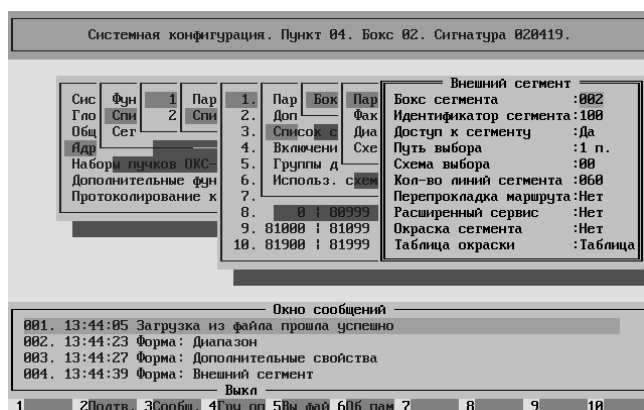 Системная конфигурация. Пункт 04. Бокс 02. Сигнатура 020419.
Внешний сегмент
Сис Фун 1 Пар 1. Пар Бок Пар Бокс сегмента :002
Гло Спи 2 Спи 2. Доп Фак Идентификатор сегмента:100
Общ Сег 3. Список с Диа Доступ к сегменту :Да
Адр 4. Включени Схе Путь выбора :1 п.
Наборы пучков ОКС- 5. Группы д Схема выбора :00
Дополнительные фун 6. Использ. схем Кол-во линий сегмента :060
Протоколирование к 7. Перепрокладка маршрута:Нет
8. 0 ¦ 80999 Расширенный сервис :Нет
9. 81000 ¦ 81099 Окраска сегмента :Нет
10. 81900 ¦ 81999 Таблица окраски :Таблица
Окно сообщений
001. 13:44:05 Загрузка из файла прошла успешно
002. 13:44:23 Форма: Диапазон
003. 13:44:27 Форма: Дополнительные свойства
004. 13:44:39 Форма: Внешний сегмент
Выкл
1 2Подтв. 3Сообщ. 4Гру оп 5Вы фай 6Об пам 7 8 9 10